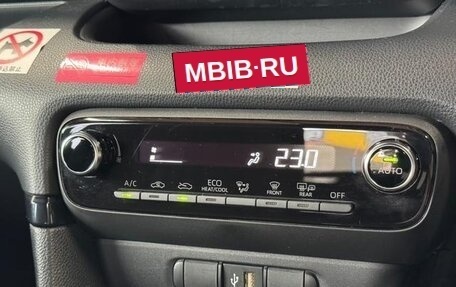 MBIB·RU
23.0
A/C
ECO
HEAT/COOL
FRONT
REAR
OFF
AUTO